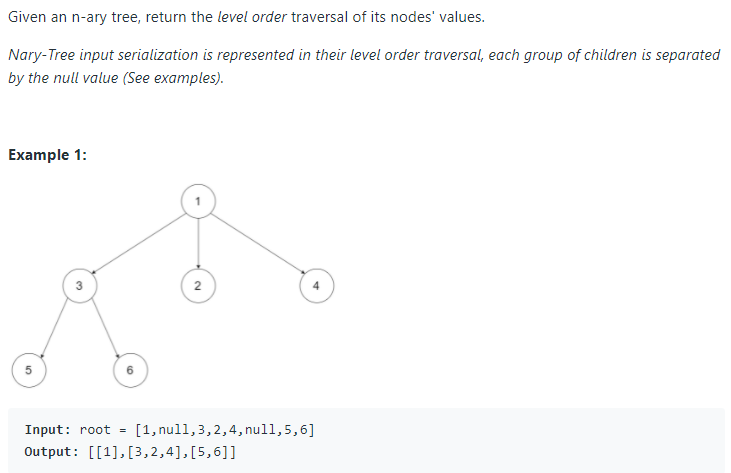 Given an n-ary tree, return the level order traversal of its nodes' values.
Nary-Tree input serialization is represented in their level order traversal, each group of children is separated
by the null value (See examples).
Example 1:
1
3 2 4
5 6
Input: root = [1,null,3,2,4,null,5,6]
Output: [[1],[3,2,4],[5,6]]